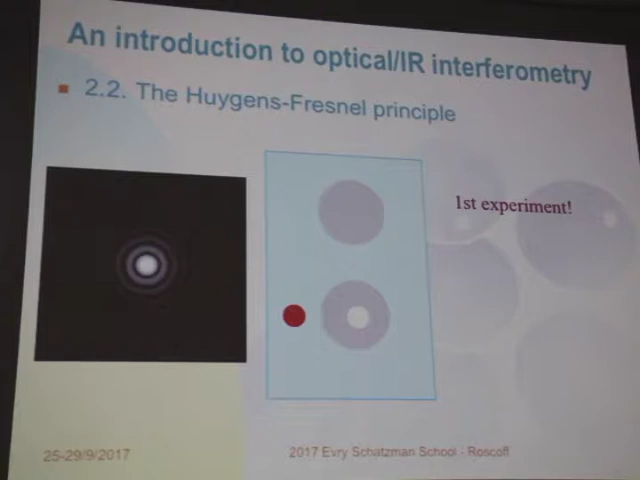 An introduction to optical/IR interferometry
2.2. The Huygens-Fresnel principle
1st experiment!
25-29/9/2017
2017 Evry Schatzman School - Roscoff